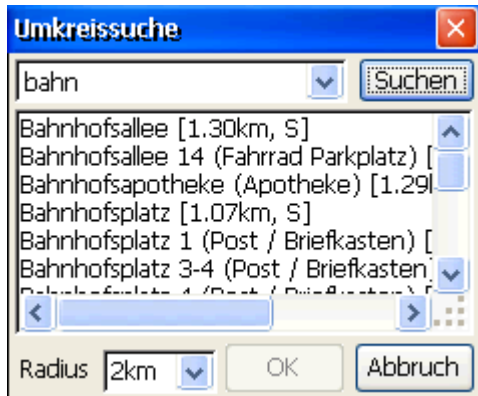 Umkreissuche
bahn
Suchen
Bahnhofsallee [1.30km, S]
Bahnhofsallee 14 (Fahrrad Parkplatz) [
Bahnhofsapotheke (Apotheke) [1.29
Bahnhofsplatz [1.07km, S]
Bahnhofsplatz 1 (Post / Briefkasten) [
Bahnhofsplatz 3-4 (Post / Briefkasten
Radius
2km
OK
Abbruch